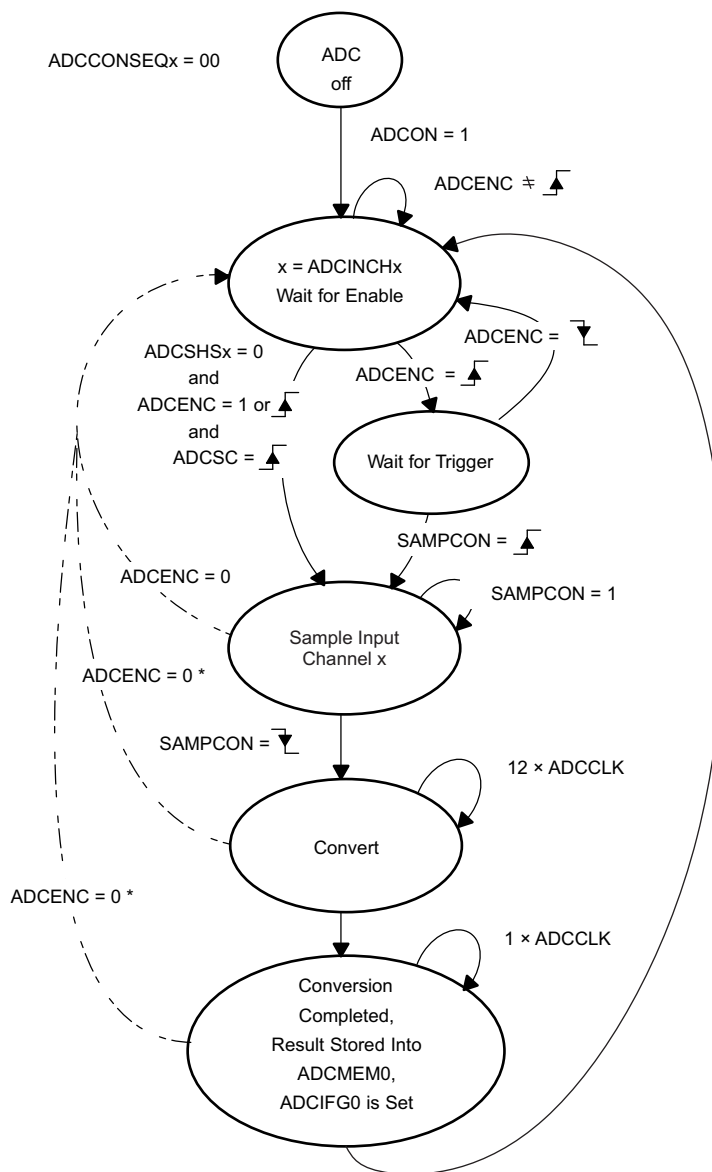 ADCCONSEQx = 00
ADC
off
ADCON = 1
ADCENC ≠
x = ADCINCHx
Wait for Enable
ADCENC =
ADCSHSx = 0
and
ADCENC = 1 or
and
ADCSC =
ADCENC =
Wait for Trigger
SAMPCON =
ADCENC = 0
SAMPCON = 1
Sample Input
Channel x
ADCENC = 0 *
SAMPCON =
12 × ADCCLK
Convert
ADCENC = 0 *
1 × ADCCLK
Conversion
Completed,
Result Stored Into
ADCMEM0,
ADCIFG0 is Set